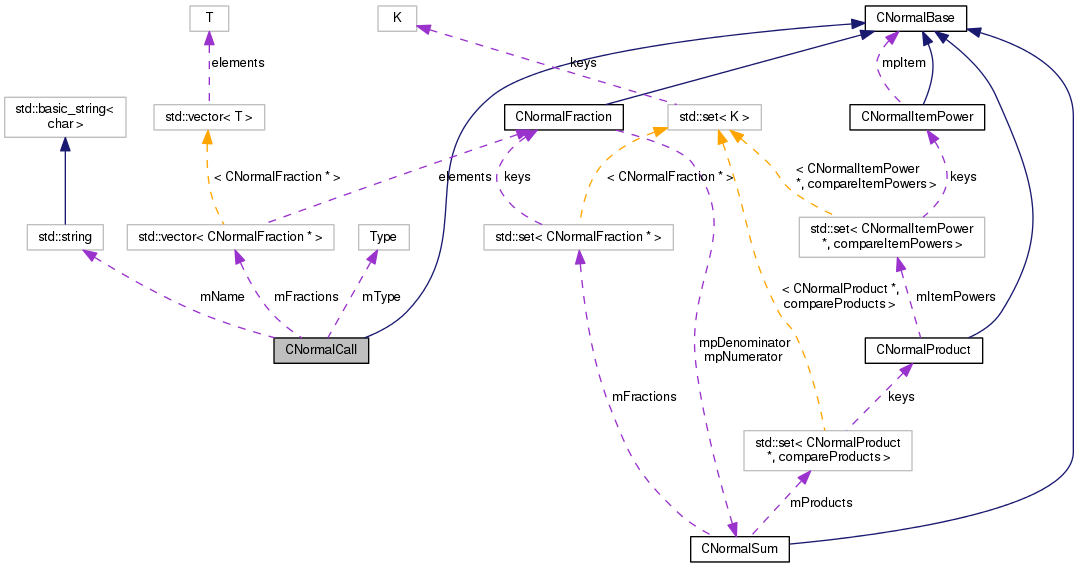 T
K
CNormalBase
elements
keys
mpItem
std::basic_string<
char >
std::vector< T >
CNormalFraction
std::set< K >
CNormalItemPower
< CNormalFraction * >
elements
keys
< CNormalFraction * >
< CNormalItemPower
*, compareItemPowers >
keys
std::string
std::vector< CNormalFraction * >
Type
std::set< CNormalFraction * >
std::set< CNormalItemPower
*, compareItemPowers >
mName
mFractions
mType
< CNormalProduct *,
compareProducts >
mItemPowers
CNormalCall
mpDenominator
mpNumerator
CNormalProduct
mFractions
keys
std::set< CNormalProduct
*, compareProducts >
mProducts
CNormalSum